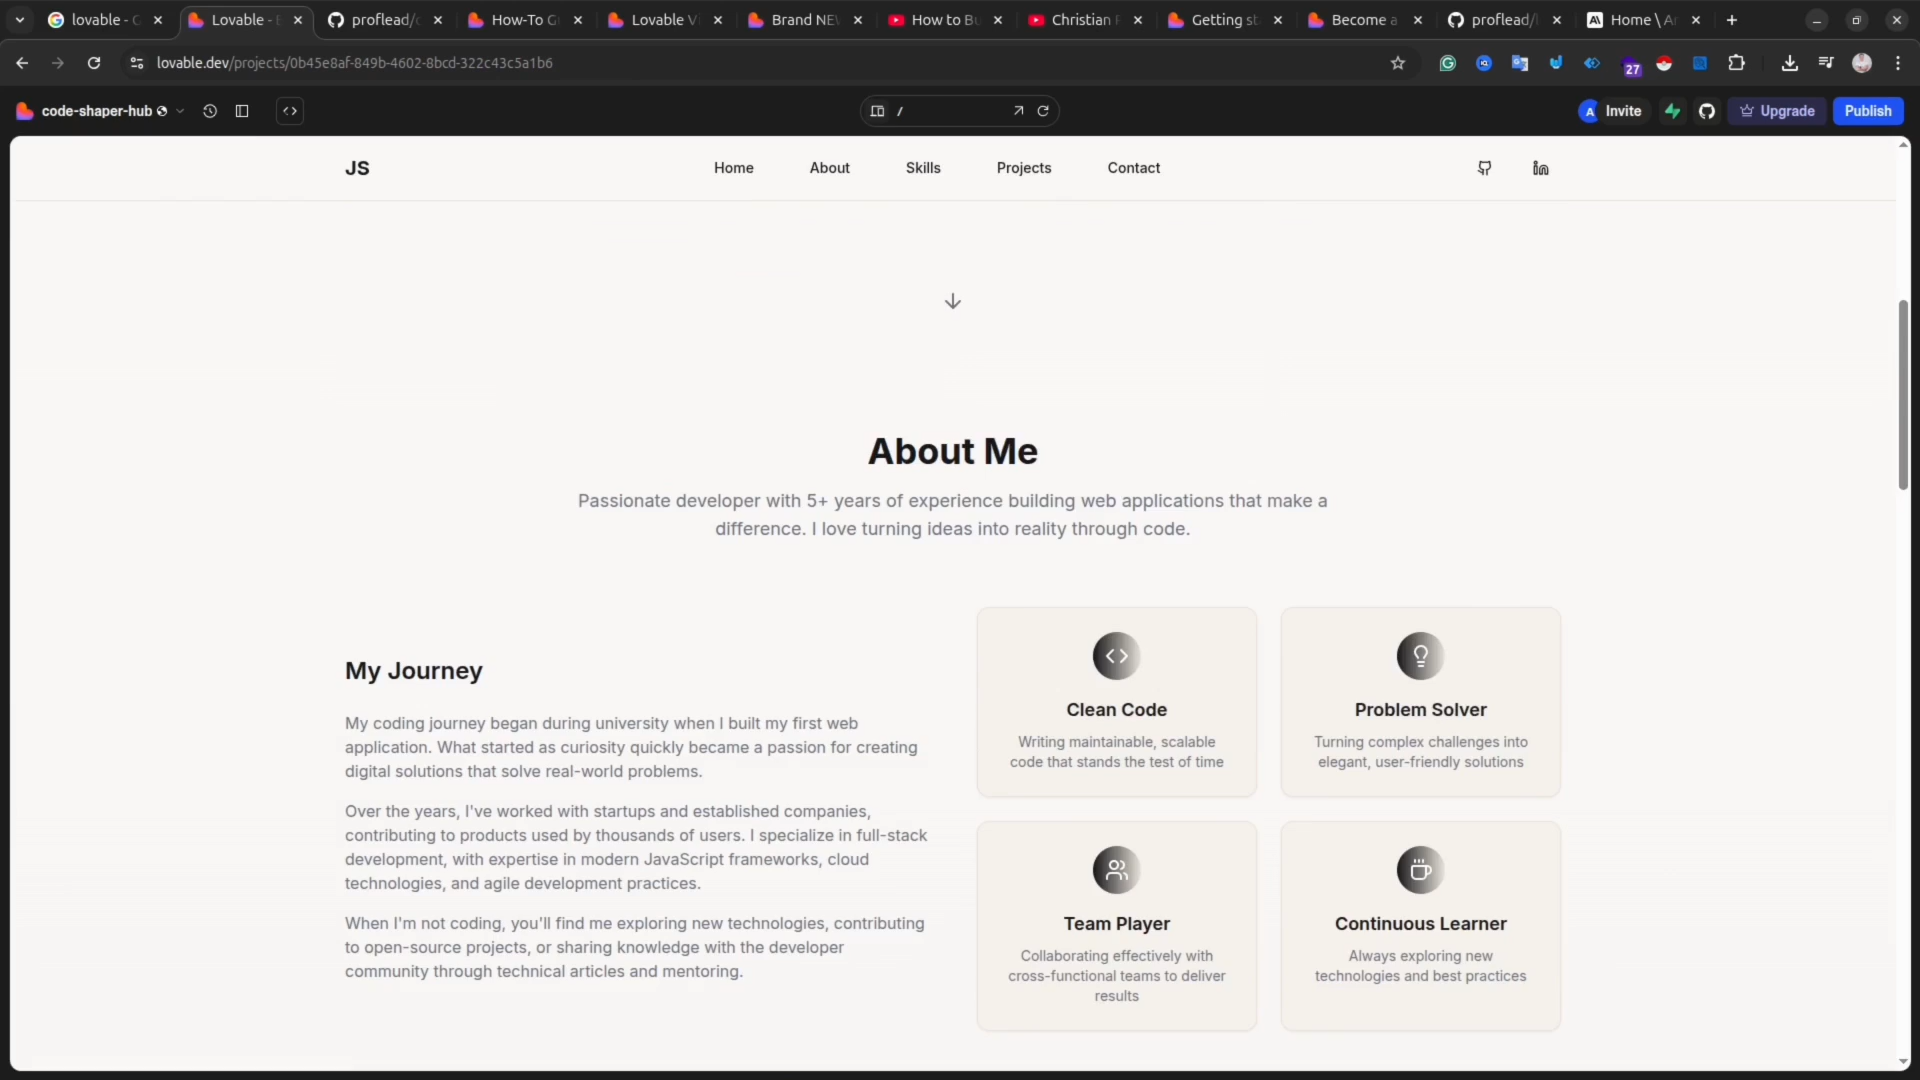 lovable - G
Lovable - B
proflead/c
How-To G
Lovable V
Brand NE
How to Bu
Christian P
Getting st
Become a
proflead/l
Home \ A
lovable.dev/projects/0b45e8af-849b-4602-8bcd-322c43c5a1b6
27
code-shaper-hub
/
A
Invite
Upgrade
Publish
JS
Home
About
Skills
Projects
Contact
About Me
Passionate developer with 5+ years of experience building web applications that make a
difference. I love turning ideas into reality through code.
My Journey
My coding journey began during university when I built my first web
application. What started as curiosity quickly became a passion for creating
digital solutions that solve real-world problems.
Over the years, I've worked with startups and established companies,
contributing to products used by thousands of users. I specialize in full-stack
development, with expertise in modern JavaScript frameworks, cloud
technologies, and agile development practices.
When I'm not coding, you'll find me exploring new technologies, contributing
to open-source projects, or sharing knowledge with the developer
community through technical articles and mentoring.
Clean Code
Writing maintainable, scalable
code that stands the test of time
Problem Solver
Turning complex challenges into
elegant, user-friendly solutions
Team Player
Collaborating effectively with
cross-functional teams to deliver
results
Continuous Learner
Always exploring new
technologies and best practices